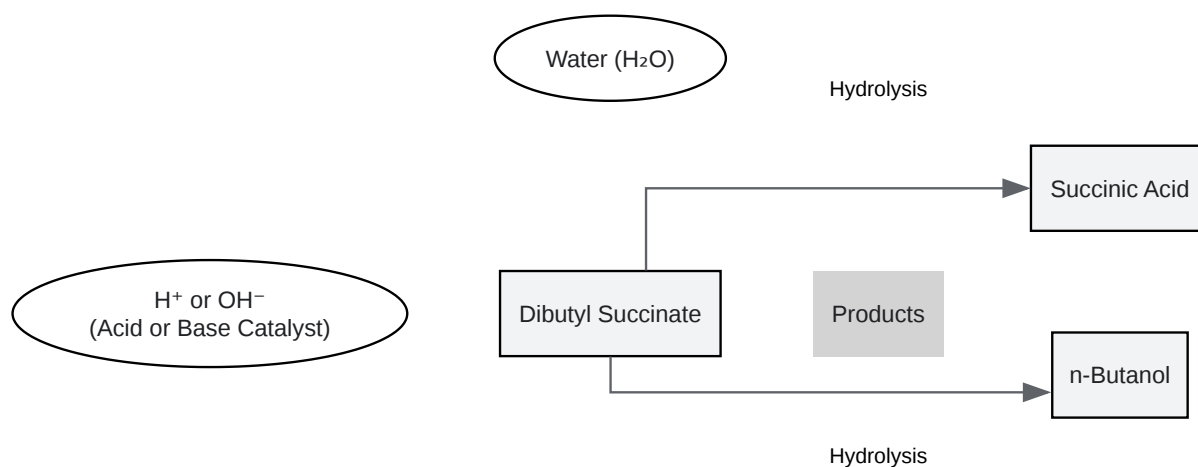 Water (H₂O)
Hydrolysis
Succinic Acid
H⁺ or OH⁻
(Acid or Base Catalyst)
Dibutyl Succinate
Products
n-Butanol
Hydrolysis